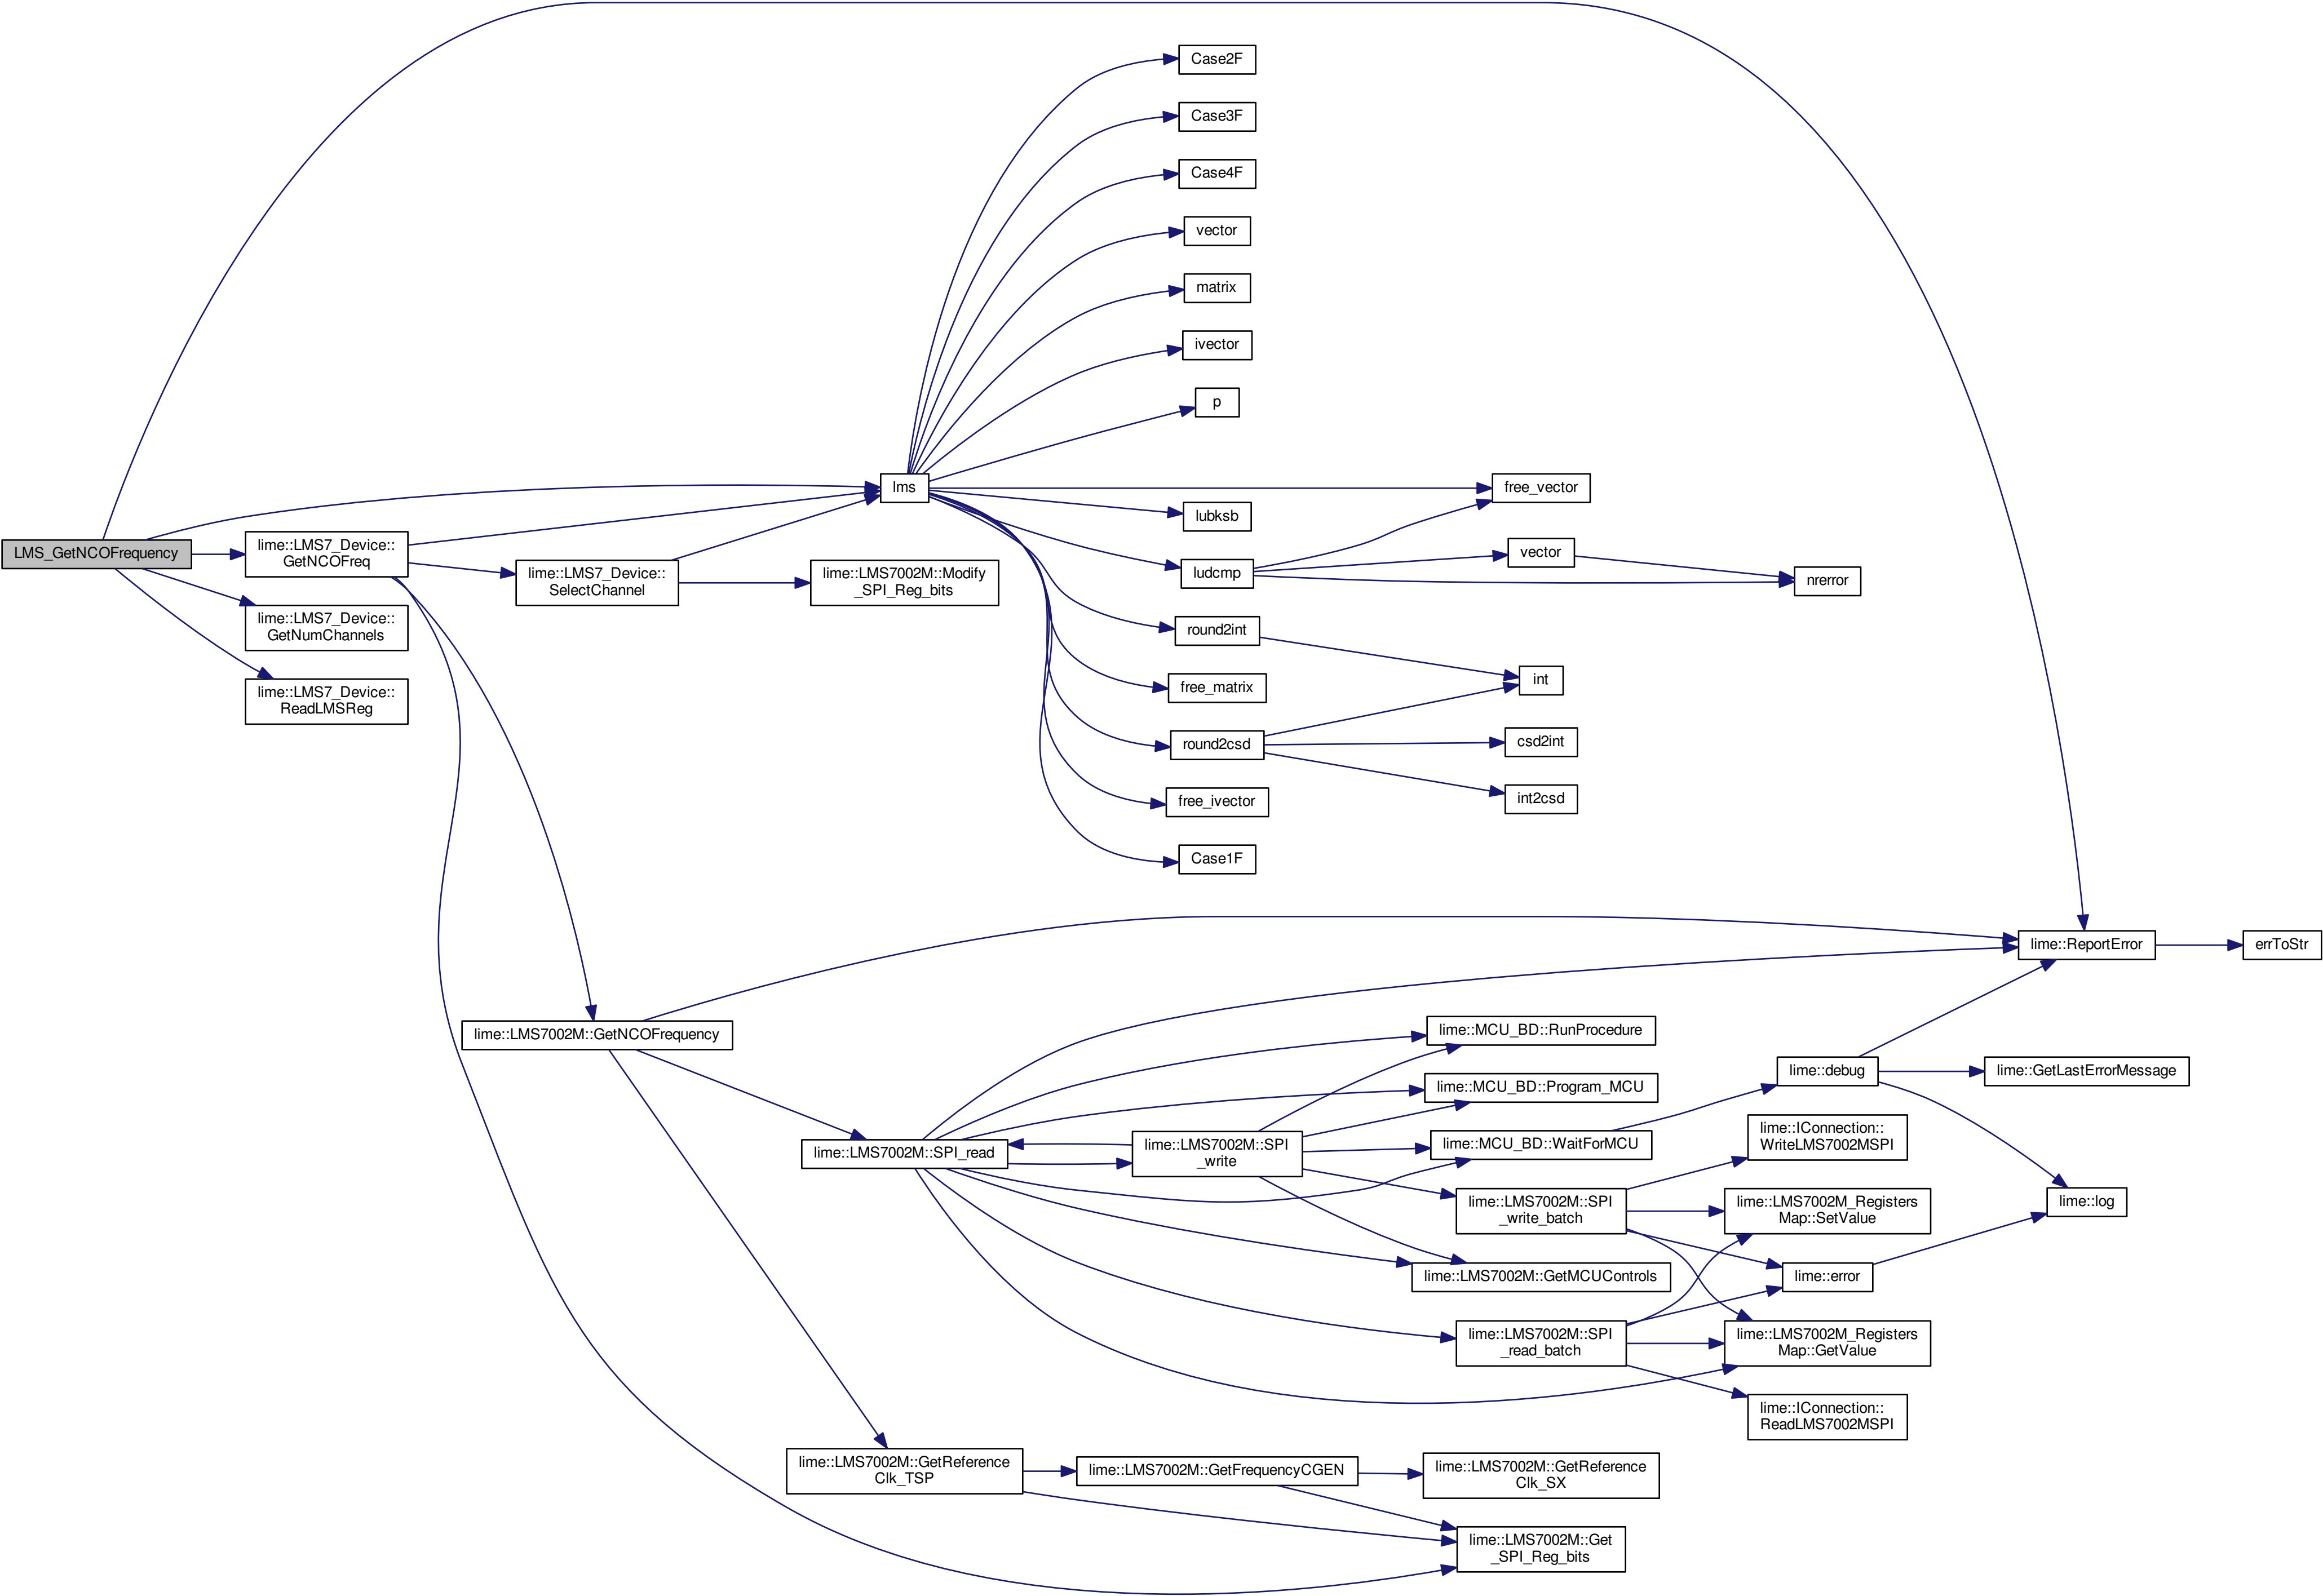 Case2F
Case3F
Case4F
vector
matrix
ivector
p
lms
free_vector
lubksb
LMS_GetNCOFrequency
lime::LMS7_Device::
GetNCOFreq
lime::LMS7_Device::
SelectChannel
lime::LMS7002M::Modify
_SPI_Reg_bits
ludcmp
vector
nrerror
lime::LMS7_Device::
GetNumChannels
round2int
lime::LMS7_Device::
ReadLMSReg
free_matrix
int
round2csd
csd2int
free_ivector
int2csd
Case1F
lime::ReportError
errToStr
lime::LMS7002M::GetNCOFrequency
lime::MCU_BD::RunProcedure
lime::debug
lime::GetLastErrorMessage
lime::MCU_BD::Program_MCU
lime::LMS7002M::SPI_read
lime::LMS7002M::SPI
_write
lime::MCU_BD::WaitForMCU
lime::IConnection::
WriteLMS7002MSPI
lime::LMS7002M::SPI
_write_batch
lime::LMS7002M_Registers
Map::SetValue
lime::log
lime::LMS7002M::GetMCUControls
lime::error
lime::LMS7002M::SPI
_read_batch
lime::LMS7002M_Registers
Map::GetValue
lime::IConnection::
ReadLMS7002MSPI
lime::LMS7002M::GetReference
Clk_TSP
lime::LMS7002M::GetFrequencyCGEN
lime::LMS7002M::GetReference
Clk_SX
lime::LMS7002M::Get
_SPI_Reg_bits